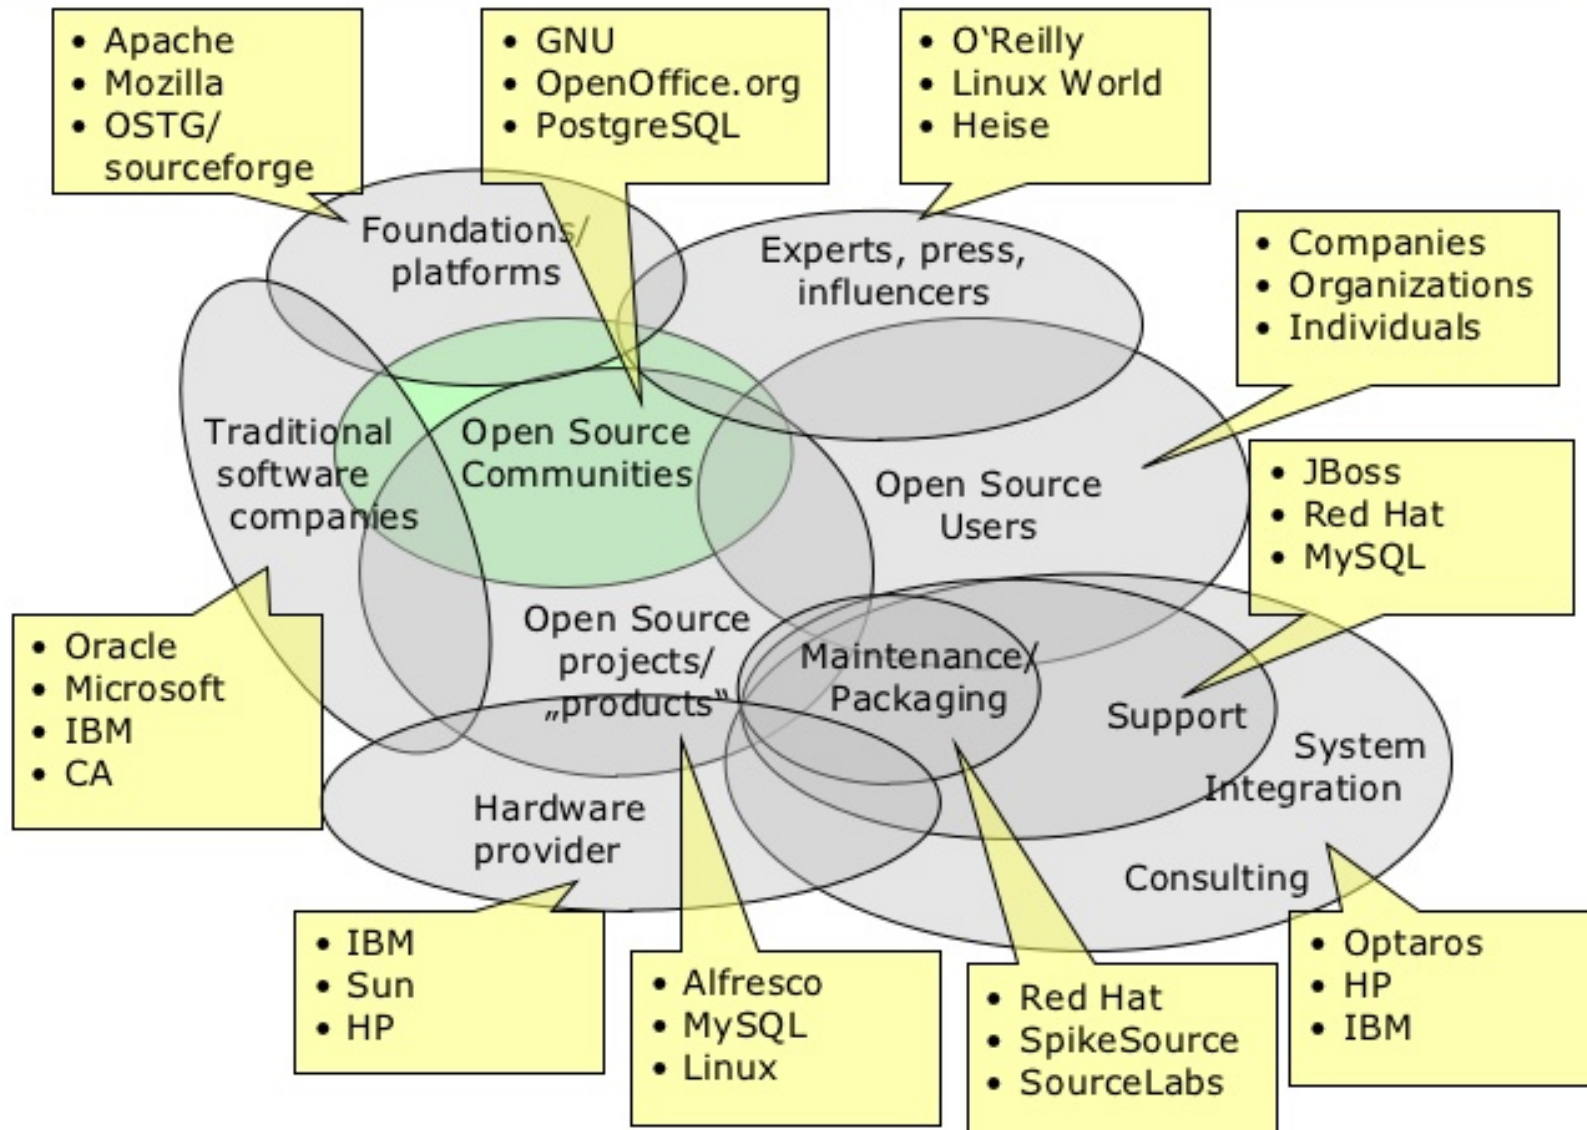 • Apache
• Mozilla
• OSTG/
sourceforge
• GNU
• OpenOffice.org
• PostgreSQL
• O‘Reilly
• Linux World
• Heise
Foundations/
platforms
Experts, press,
influencers
• Companies
• Organizations
• Individuals
Traditional
software
companies
Open Source
Communities
Open Source
Users
• JBoss
• Red Hat
• MySQL
• Oracle
• Microsoft
• IBM
• CA
Open Source
projects/
„products“
Maintenance/
Packaging
Support
System
Integration
Hardware
provider
Consulting
• IBM
• Sun
• HP
• Alfresco
• MySQL
• Linux
• Red Hat
• SpikeSource
• SourceLabs
• Optaros
• HP
• IBM